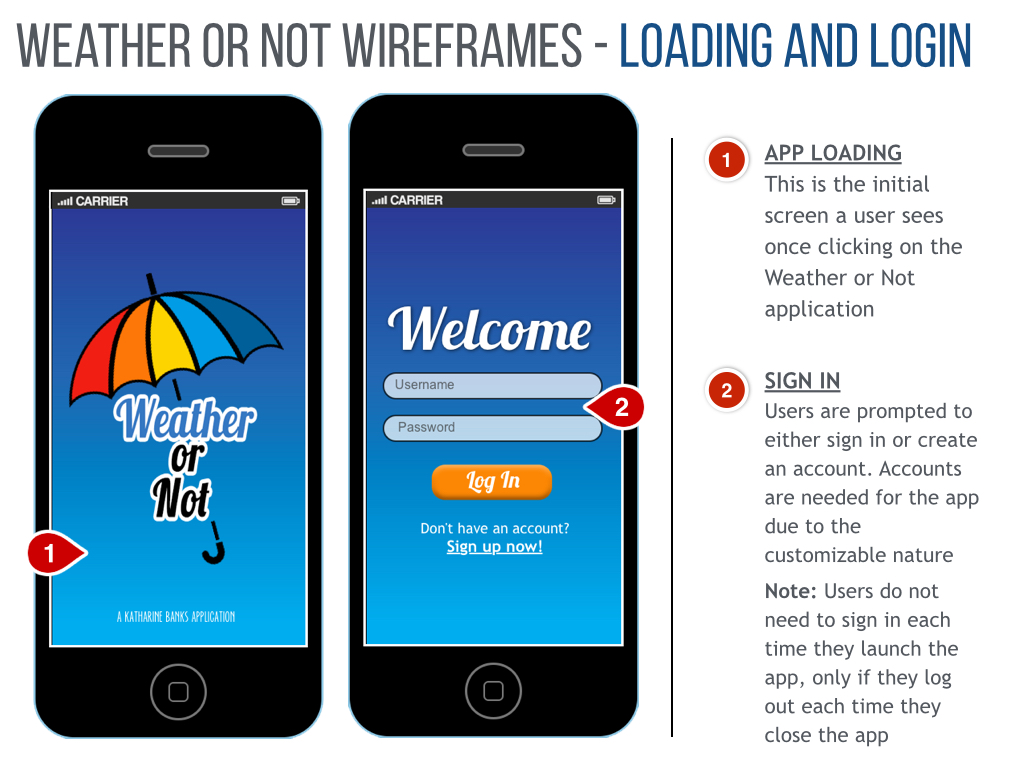 WEATHER OR NOT WIREFRAMES - LOADING AND LOGIN
CARRIER
Weather
or
Not
1
A KATHARINE BANKS APPLICATION
CARRIER
Welcome
Username
2
Password
Log In
Don't have an account?
Sign up now!
1
APP LOADING
This is the initial
screen a user sees
once clicking on the
Weather or Not
application
2
SIGN IN
Users are prompted to
either sign in or create
an account. Accounts
are needed for the app
due to the
customizable nature
Note: Users do not
need to sign in each
time they launch the
app, only if they log
out each time they
close the app